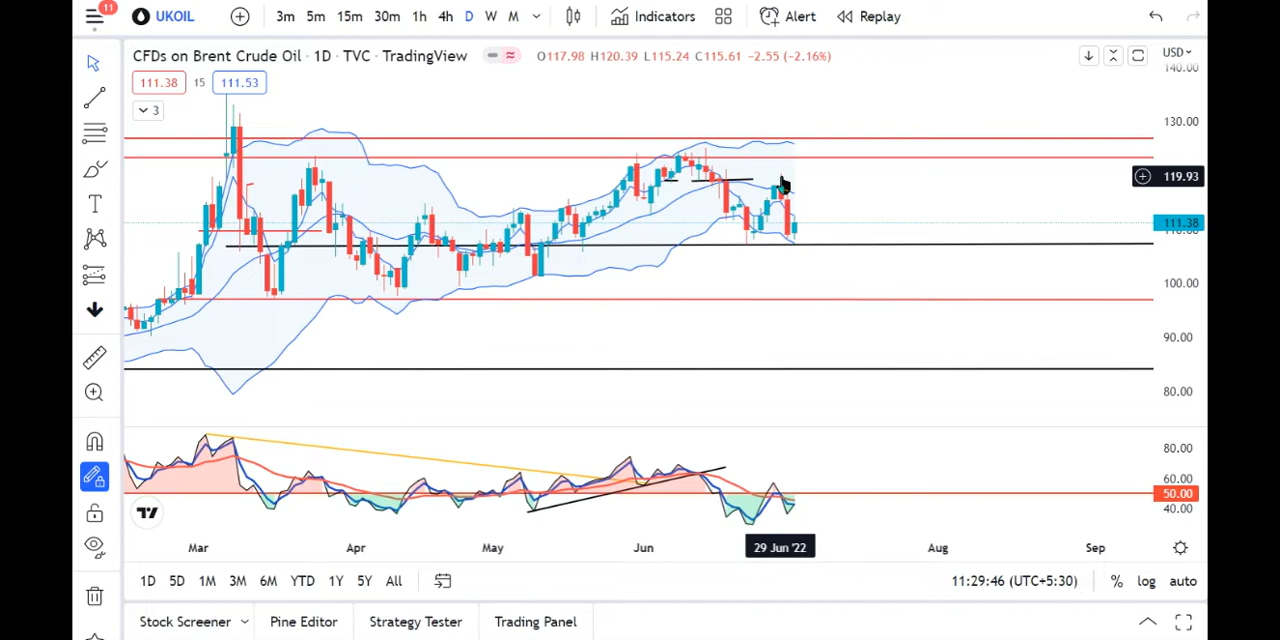 11
UKOIL
3m 5m 15m 30m 1h 4h D W M
Indicators
Alert
Replay
CFDs on Brent Crude Oil · 1D · TVC · TradingView
O117.98 H120.39 L115.24 C115.61 −2.55 (−2.16%)
USD
140.00
111.38 15 111.53
3
130.00
119.93
111.38
110.00
100.00
90.00
80.00
80.00
60.00
50.00
40.00
Mar Apr May Jun 29 Jun '22 Aug Sep
1D 5D 1M 3M 6M YTD 1Y 5Y All
11:29:46 (UTC+5:30) % log auto
Stock Screener Pine Editor Strategy Tester Trading Panel